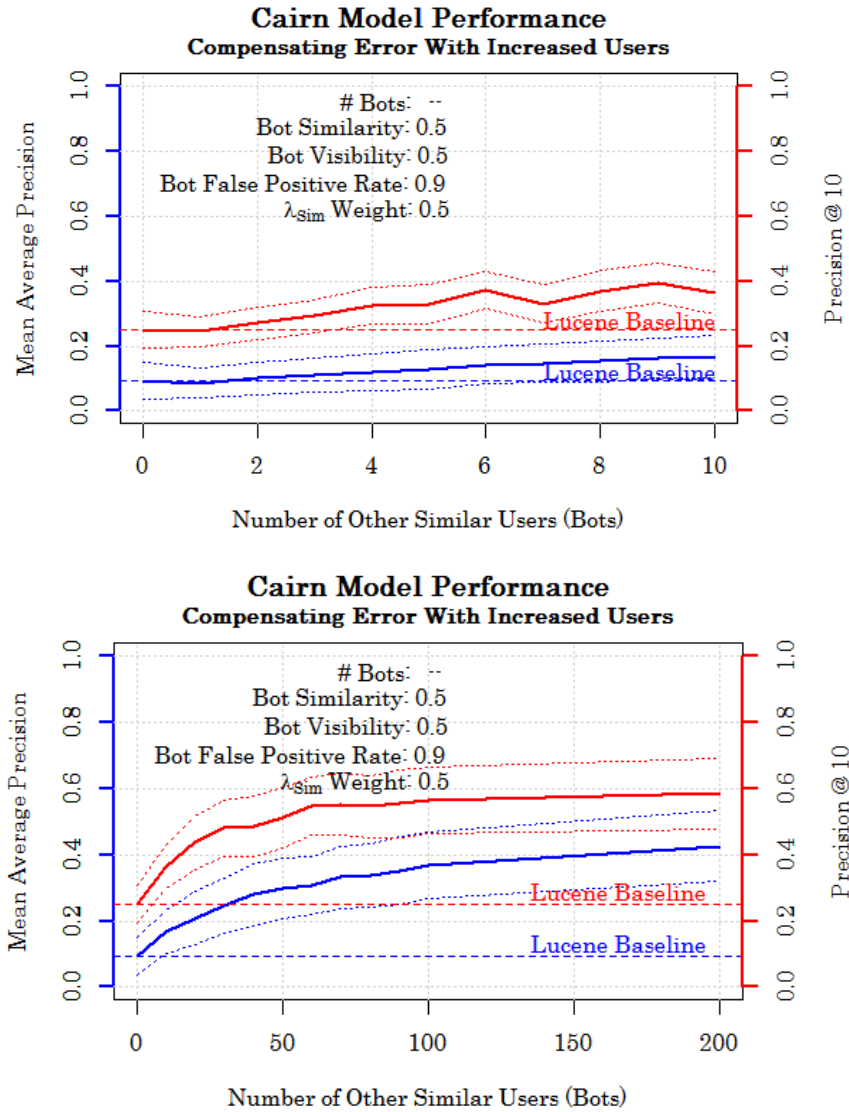 Cairn Model Performance
Compensating Error With Increased Users
# Bots: --
Bot Similarity: 0.5
Bot Visibility: 0.5
Bot False Positive Rate: 0.9
λSim Weight: 0.5
Mean Average Precision
0.0 0.2 0.4 0.6 0.8 1.0
Lucene Baseline
Lucene Baseline
0.0 0.2 0.4 0.6 0.8 1.0
Precision @ 10
0 2 4 6 8 10
Number of Other Similar Users (Bots)
Cairn Model Performance
Compensating Error With Increased Users
# Bots: --
Bot Similarity: 0.5
Bot Visibility: 0.5
Bot False Positive Rate: 0.9
λSim Weight: 0.5
Mean Average Precision
0.0 0.2 0.4 0.6 0.8 1.0
Lucene Baseline
Lucene Baseline
0.0 0.2 0.4 0.6 0.8 1.0
Precision @ 10
0 50 100 150 200
Number of Other Similar Users (Bots)